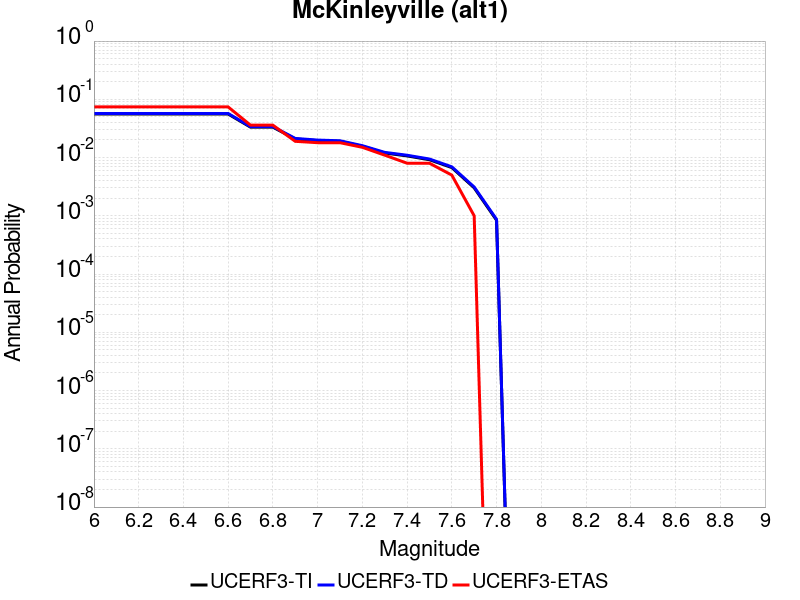 McKinleyville (alt1)
10^0
10^-1
10^-2
10^-3
10^-4
10^-5
10^-6
10^-7
10^-8
Annual Probability
6 6.2 6.4 6.6 6.8 7 7.2 7.4 7.6 7.8 8 8.2 8.4 8.6 8.8 9
Magnitude
UCERF3-TI UCERF3-TD UCERF3-ETAS